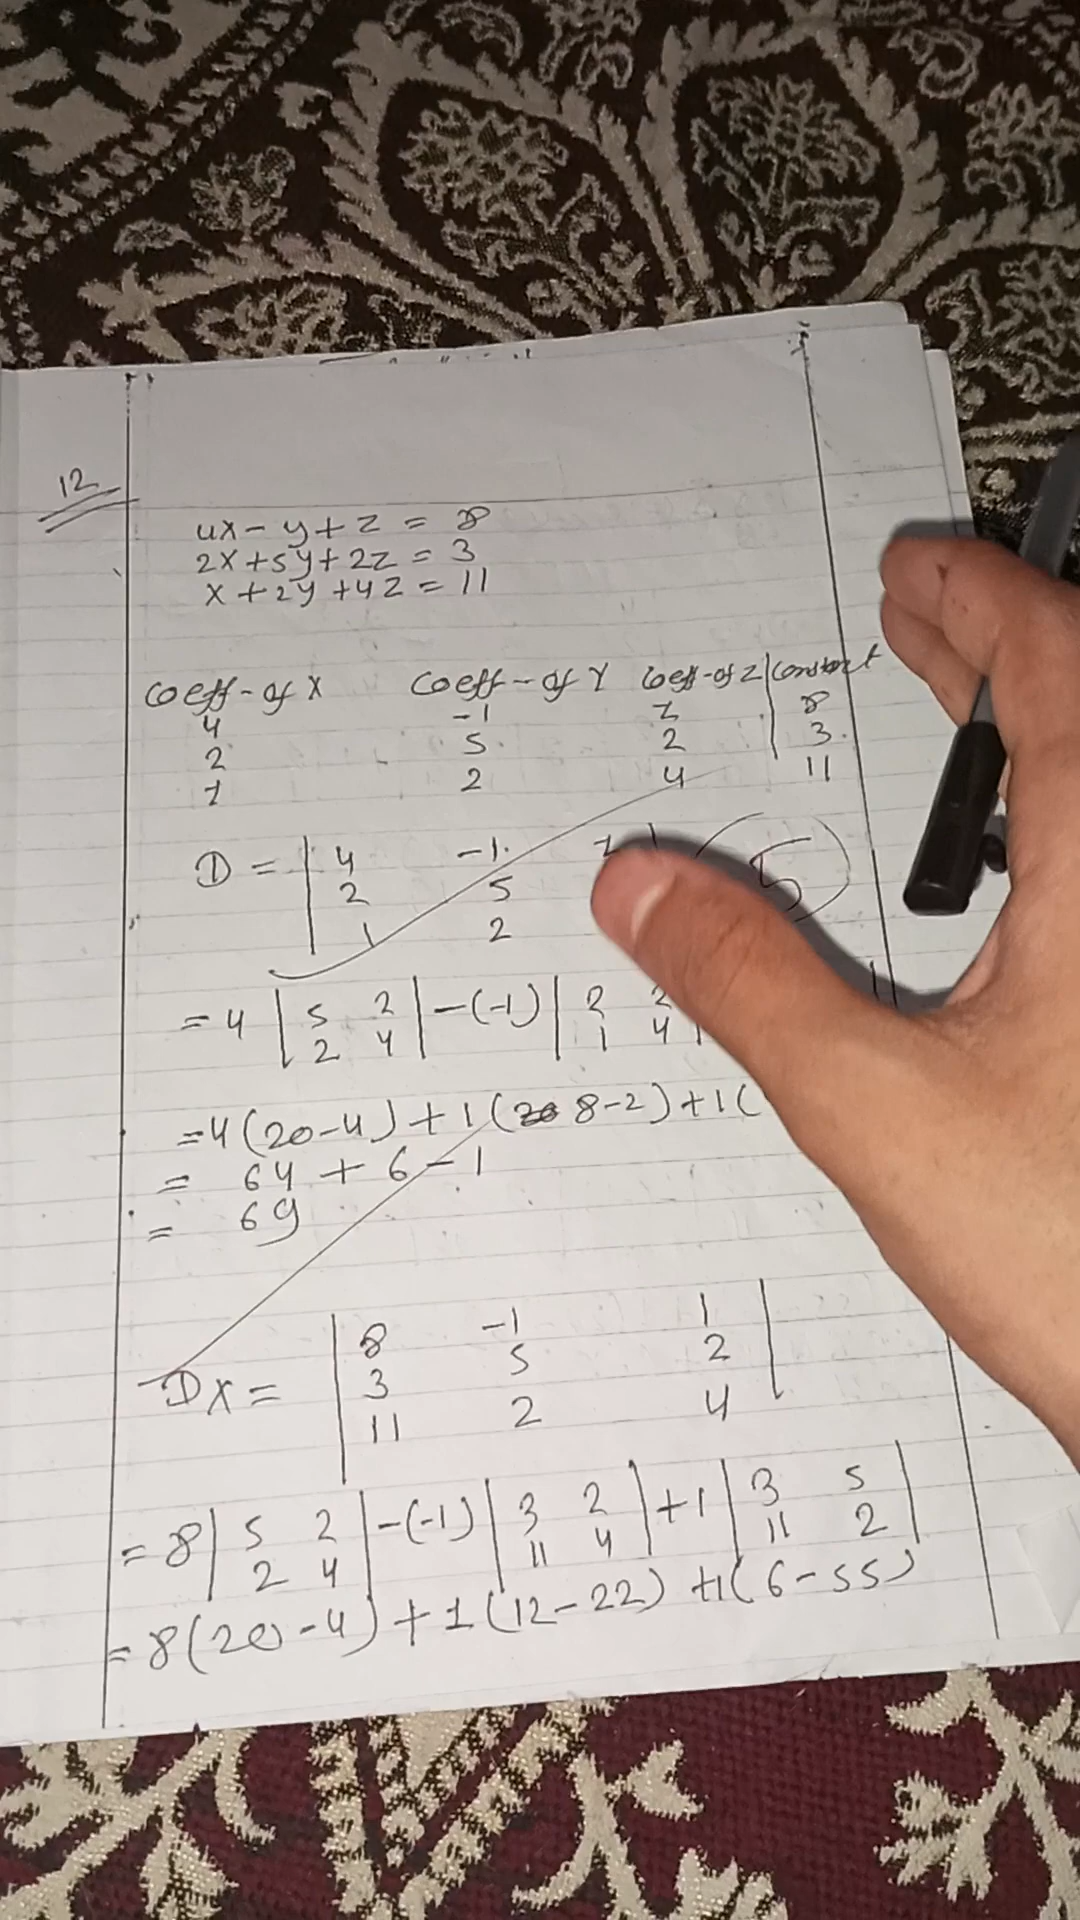 12
4x - y + z = 8
2x + 5y + 2z = 3
x + 2y + 4z = 11
Coeff-of X Coeff-of Y Coeff-of Z | Constant
4 -1 1 | 8
2 5 2 | 3
1 2 4 11
D = | 4 -1 1 |
2 5
1 2
5
= 4 | 5 2 | -(-1) | 2 2 |
2 4 1 4
= 4(20-4) + 1(8-2) + 1(
= 64 + 6 - 1
= 69
Dx = | 8 -1 1 |
3 5 2
11 2 4
= 8 | 5 2 | -(-1) | 3 2 | +1 | 3 5 |
2 4 11 4 11 2
= 8(20-4) + 1(12-22) +1(6-55)